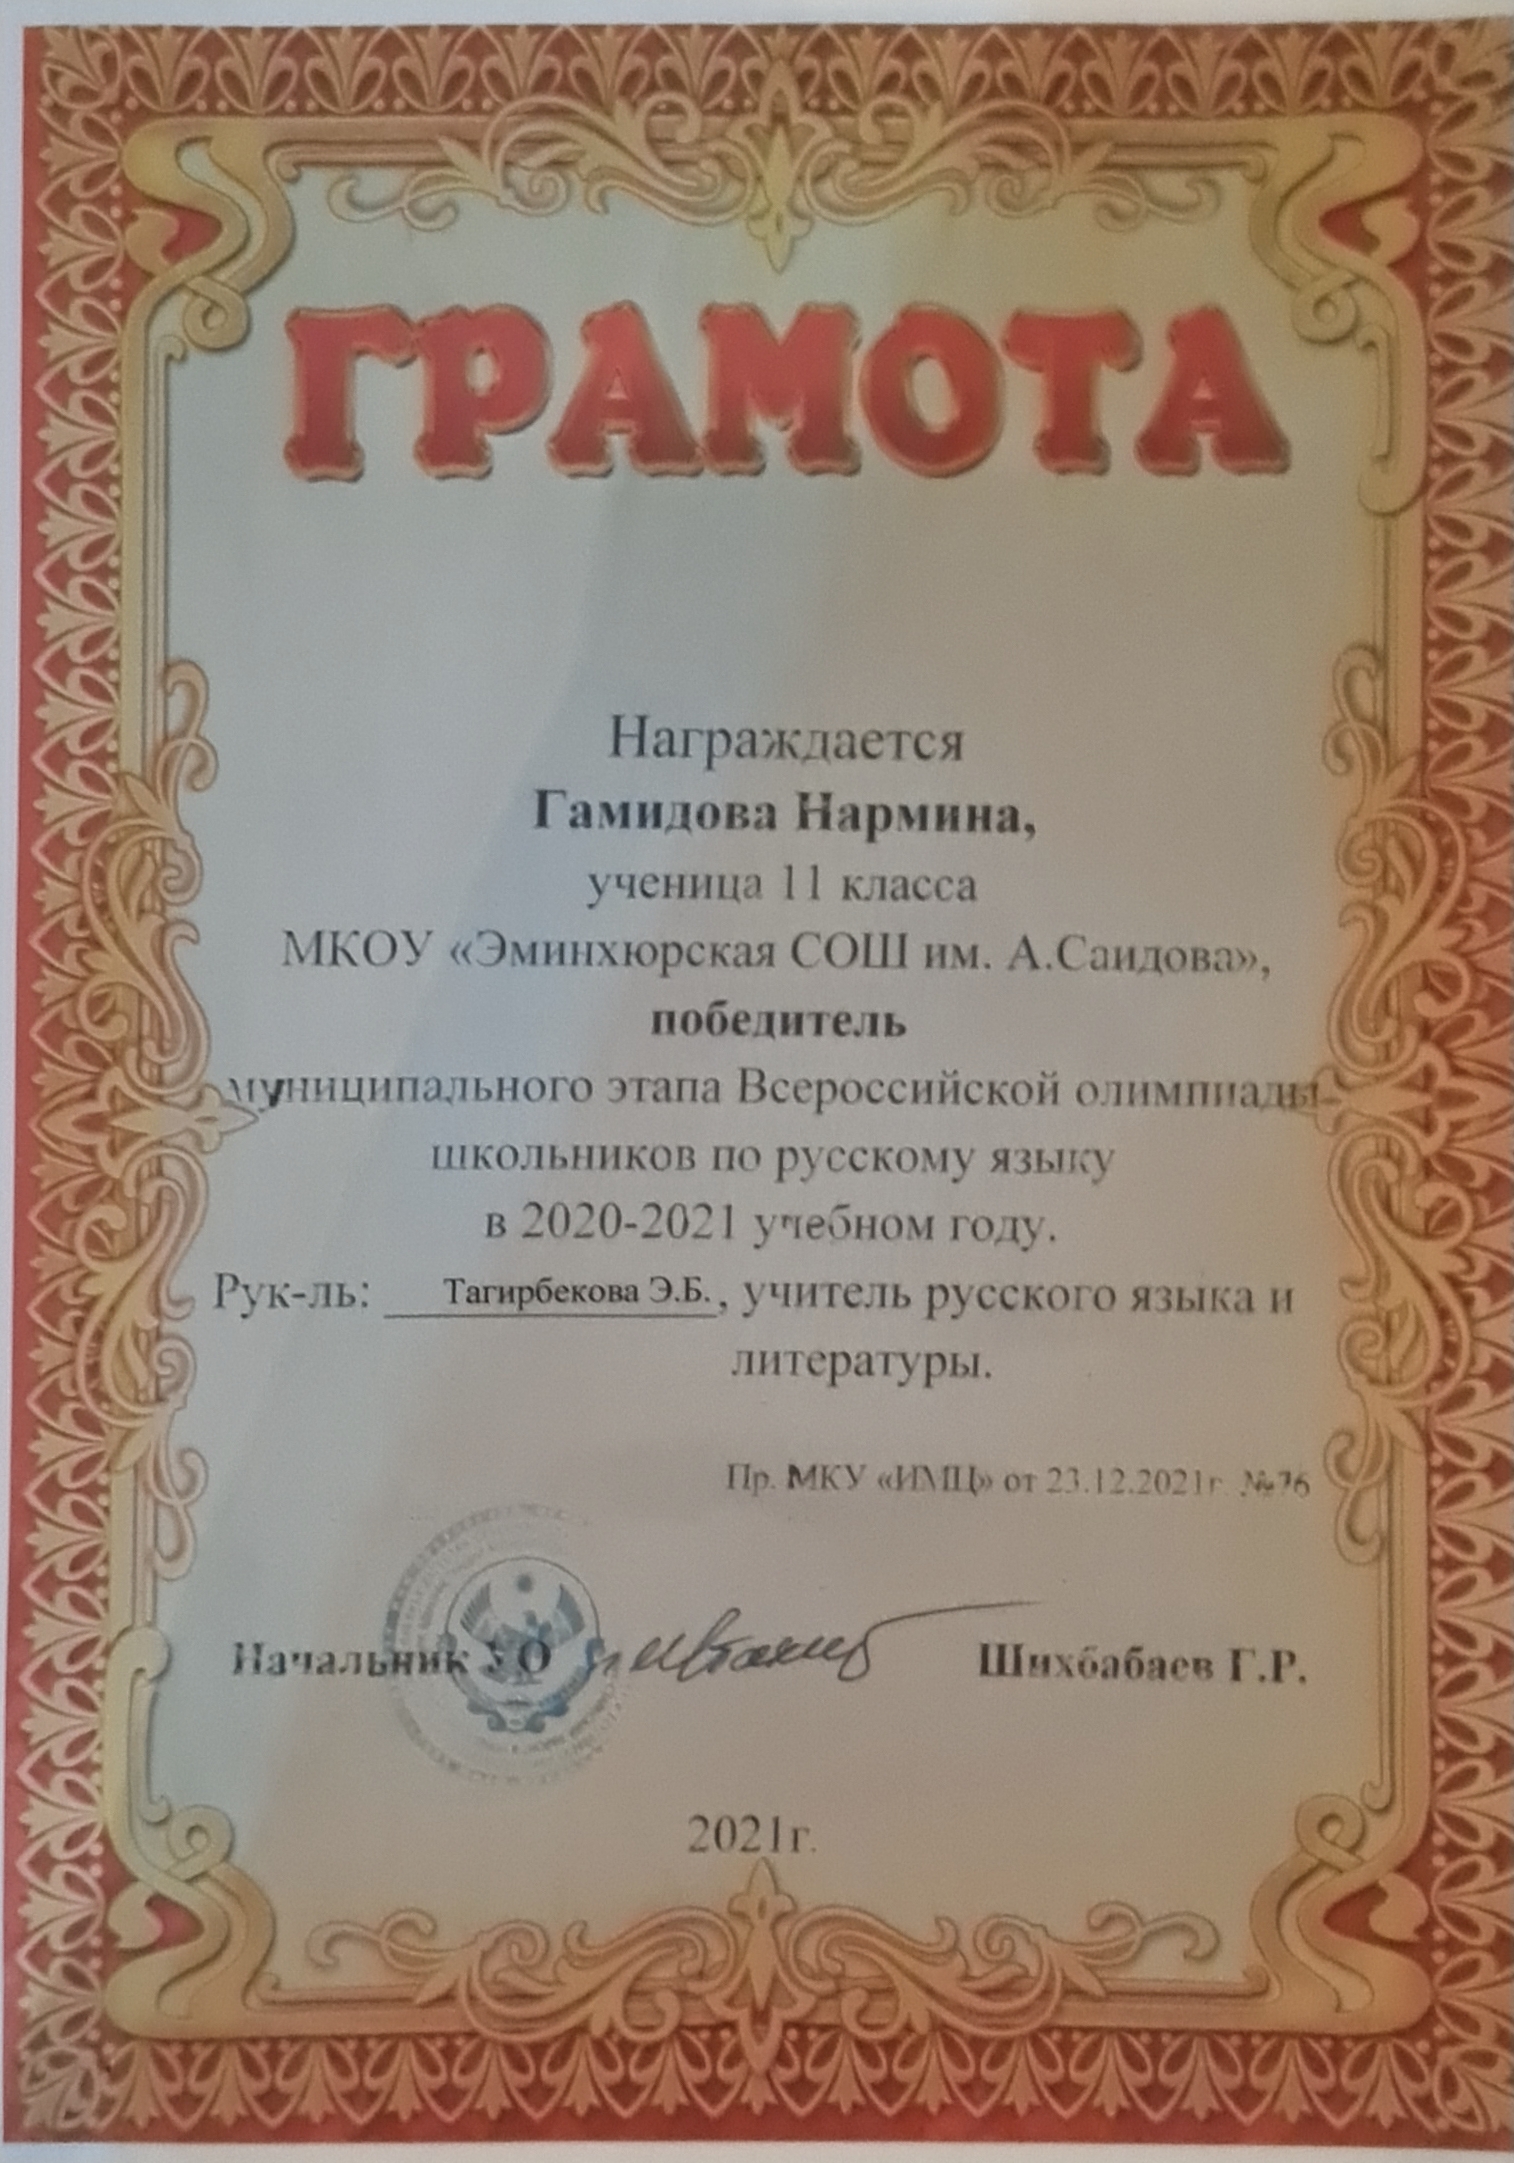 ГРАМОТА
Награждается
Гамидова Нармина,
ученица 11 класса
МКОУ «Эминхюрская СОШ им. А.Саидова»,
победитель
муниципального этапа Всероссийской олимпиады
школьников по русскому языку
в 2020-2021 учебном году.
Рук-ль: Тагирбекова Э.Б., учитель русского языка и
литературы.
Пр. МКУ «ИМЦ» от 23.12.2021г. №76
Начальник УО Шихбабаев Г.Р.
2021г.